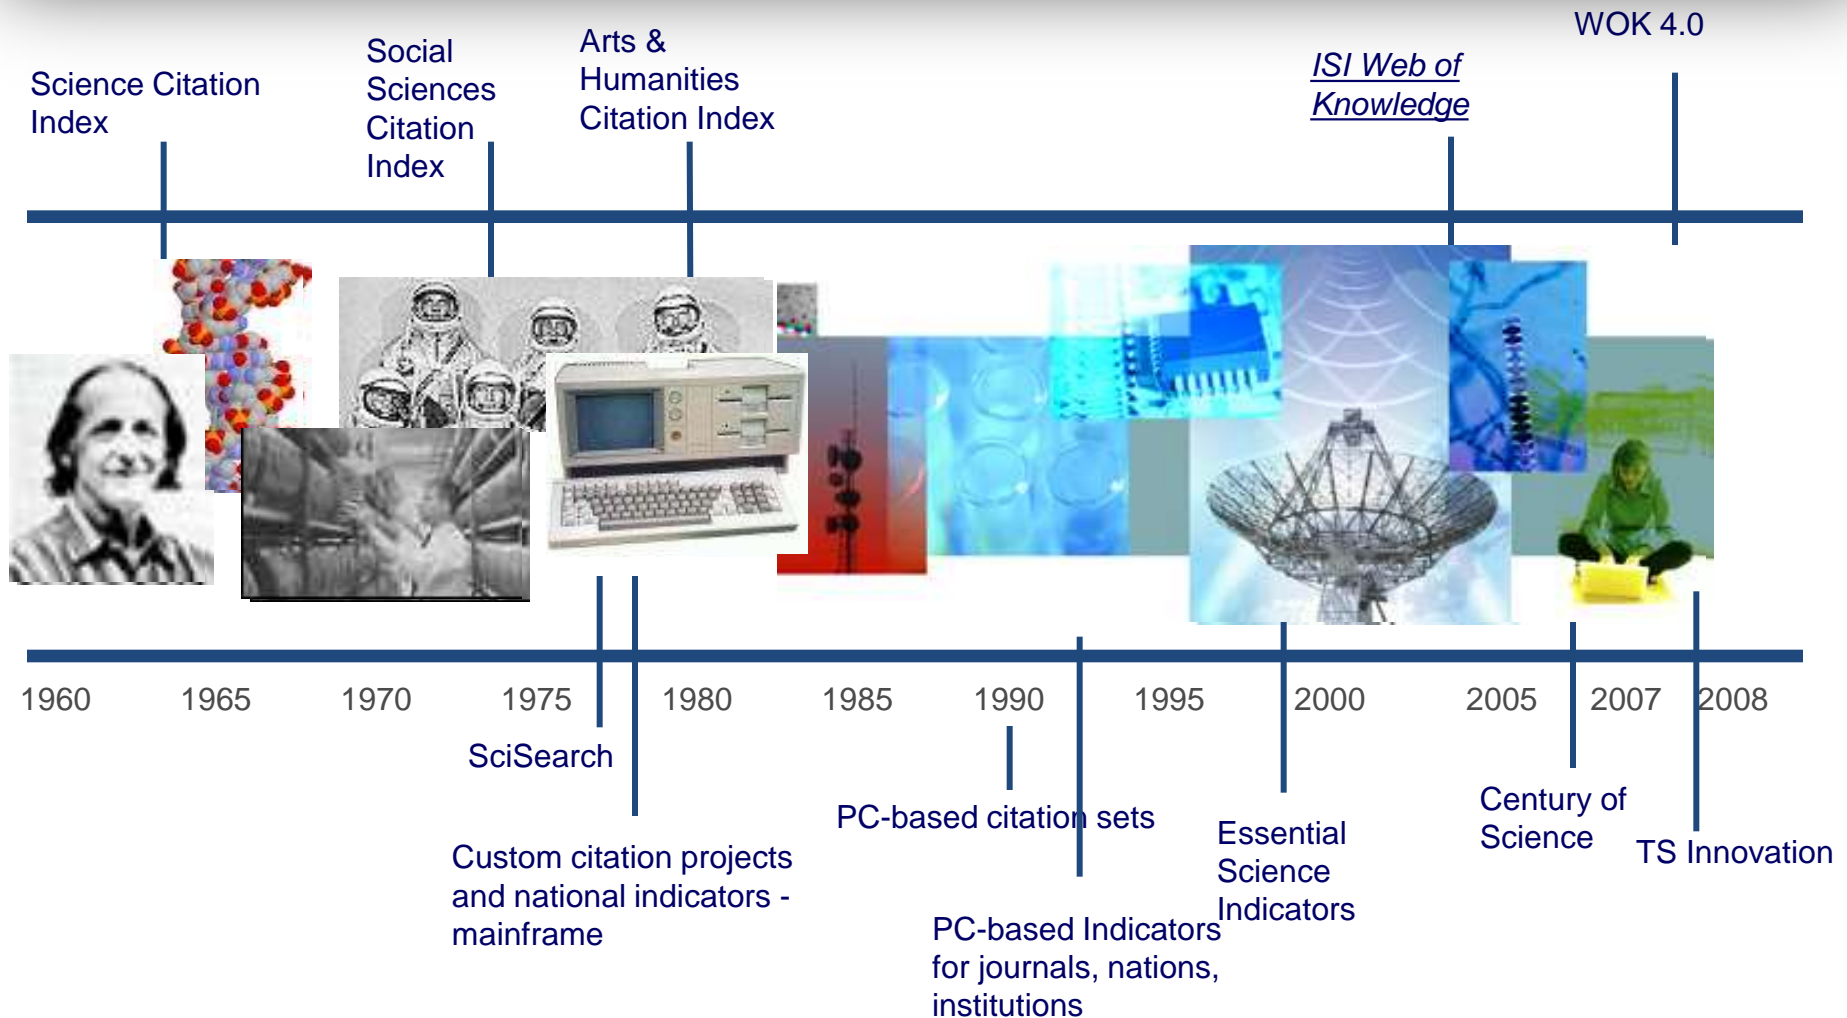 WOK 4.0
Science Citation
Index
Social
Sciences
Citation
Index
Arts &
Humanities
Citation Index
ISI Web of
Knowledge
1960
1965
1970
1975
1980
1985
1990
1995
2000
2005
2007
2008
SciSearch
Custom citation projects
and national indicators -
mainframe
PC-based citation sets
PC-based Indicators
for journals, nations,
institutions
Essential
Science
Indicators
Century of
Science
TS Innovation